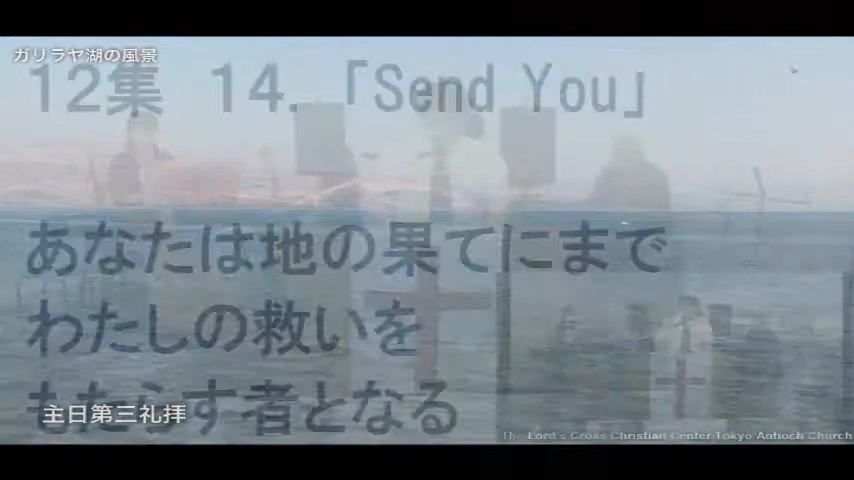 ガリラヤ湖の風景
12集 14.「Send You」
あなたは地の果てにまで
わたしの救いを
もたらす者となる
主日第三礼拝
The Lord's Cross Christian Center Tokyo Antioch Church